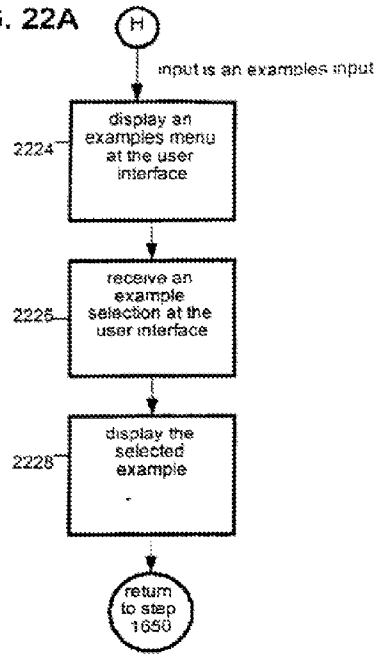 . 22A
H
input is an examples input
display an
examples menu
at the user
interface
2224
receive an
example
selection at the
user interface
2226
display the
selected
example
2228
return
to step
1650